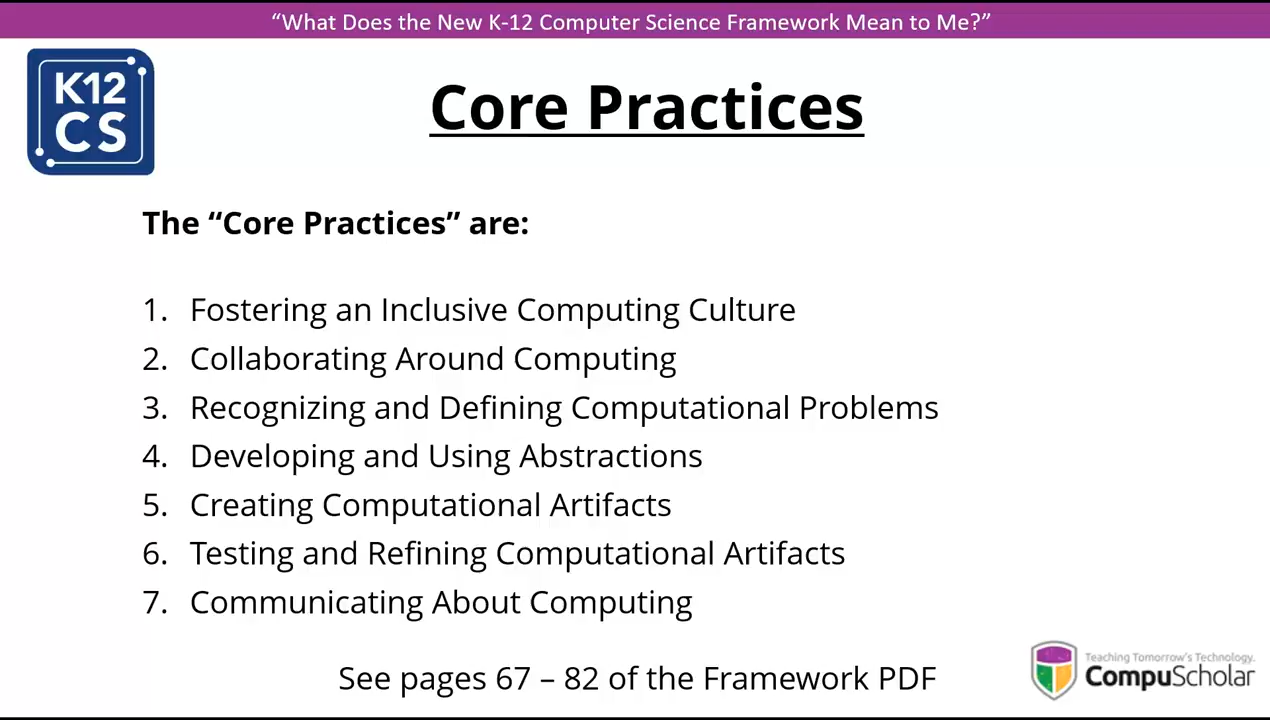 “What Does the New K-12 Computer Science Framework Mean to Me?”
K12
CS
Core Practices
The “Core Practices” are:
1. Fostering an Inclusive Computing Culture
2. Collaborating Around Computing
3. Recognizing and Defining Computational Problems
4. Developing and Using Abstractions
5. Creating Computational Artifacts
6. Testing and Refining Computational Artifacts
7. Communicating About Computing
See pages 67 – 82 of the Framework PDF
Teaching Tomorrow's Technology.
CompuScholar